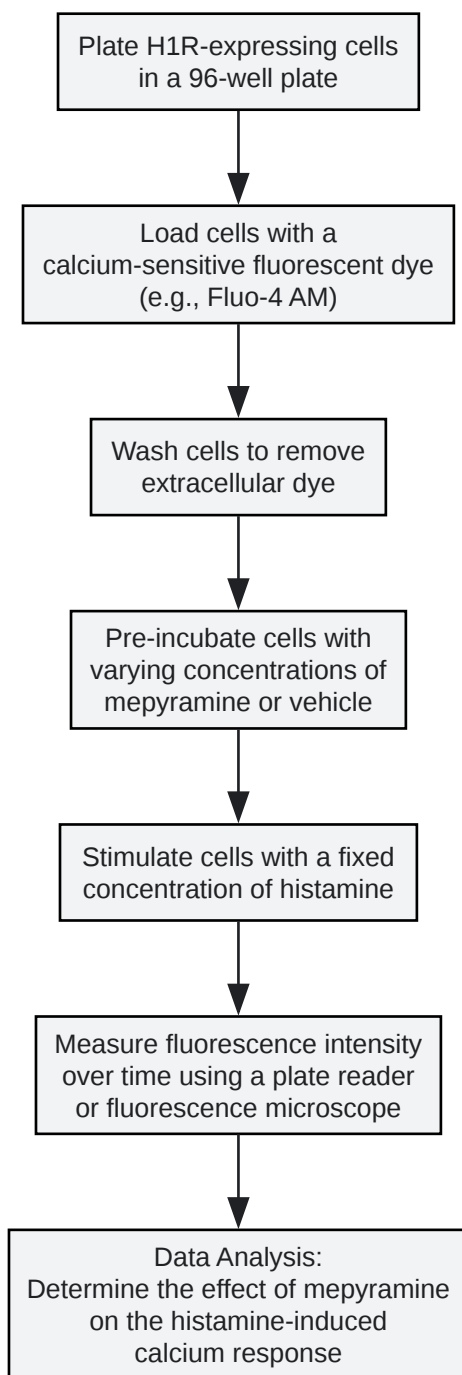 Plate H1R-expressing cells
in a 96-well plate
Load cells with a
calcium-sensitive fluorescent dye
(e.g., Fluo-4 AM)
Wash cells to remove
extracellular dye
Pre-incubate cells with
varying concentrations of
mepyramine or vehicle
Stimulate cells with a fixed
concentration of histamine
Measure fluorescence intensity
over time using a plate reader
or fluorescence microscope
Data Analysis:
Determine the effect of mepyramine
on the histamine-induced
calcium response